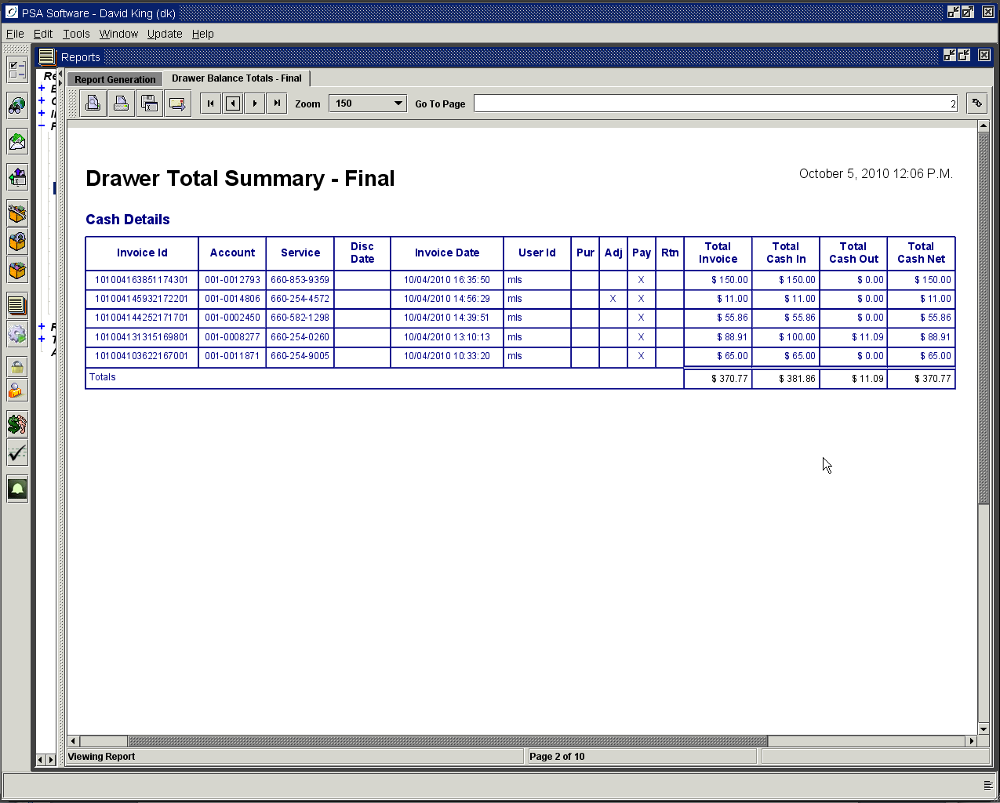 PSA Software - David King (dk)
File Edit Tools Window Update Help
Reports
Report Generation Drawer Balance Totals - Final
Zoom 150 Go To Page 2
Drawer Total Summary - Final
October 5, 2010 12:06 P.M.
Cash Details
Invoice Id Account Service Disc Date Invoice Date User Id Pur Adj Pay Rtn Total Invoice Total Cash In Total Cash Out Total Cash Net
101004163851174301 001-0012793 660-853-9359 10/04/2010 16:35:50 mls X $ 150.00 $ 150.00 $ 0.00 $ 150.00
101004145932172201 001-0014806 660-254-4572 10/04/2010 14:56:29 mls X X $ 11.00 $ 11.00 $ 0.00 $ 11.00
101004144252171701 001-0002450 660-582-1298 10/04/2010 14:39:51 mls X $ 55.86 $ 55.86 $ 0.00 $ 55.86
101004131315169801 001-0008277 660-254-0260 10/04/2010 13:10:13 mls X $ 88.91 $ 100.00 $ 11.09 $ 88.91
101004103622167001 001-0011871 660-254-9005 10/04/2010 10:33:20 mls X $ 65.00 $ 65.00 $ 0.00 $ 65.00
Totals $ 370.77 $ 381.86 $ 11.09 $ 370.77
Viewing Report Page 2 of 10